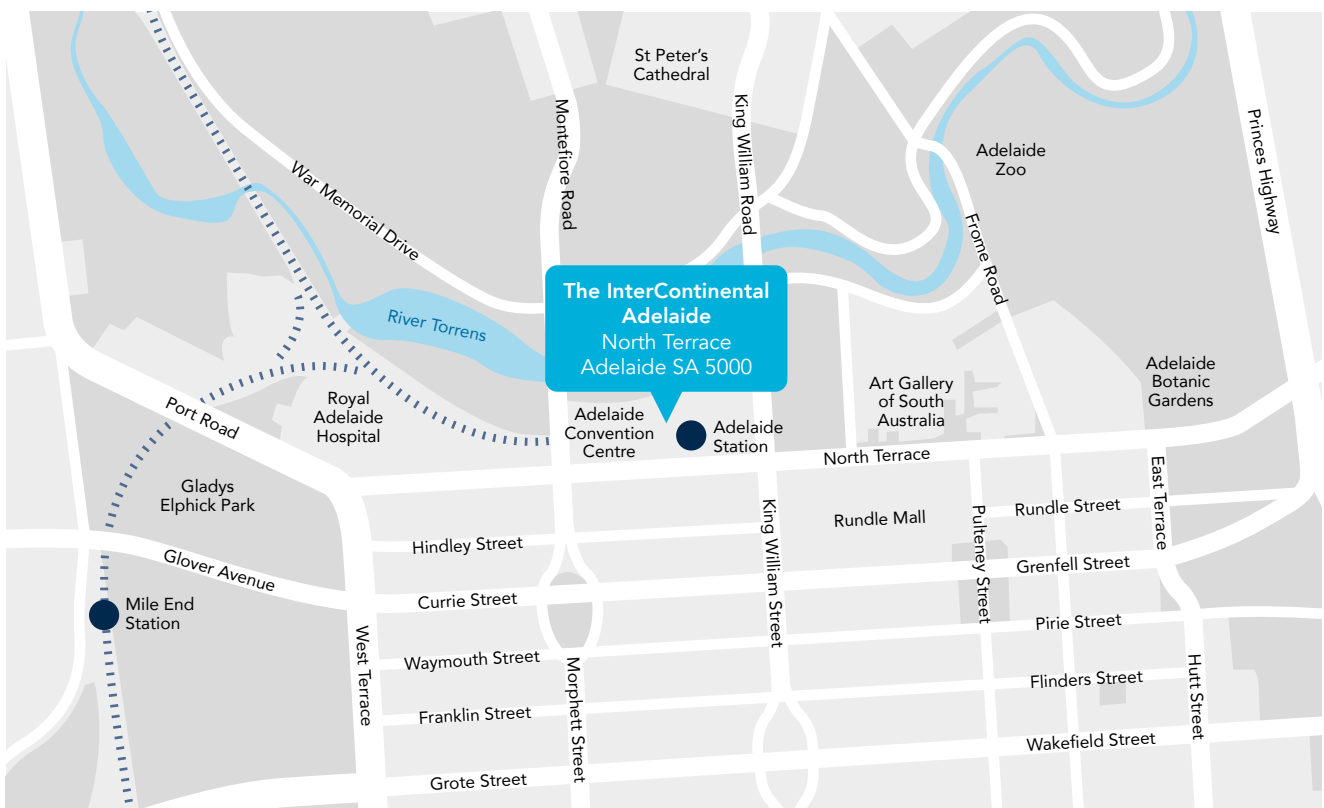 St Peter's
Cathedral
Montefiore Road
King William Road
Princes Highway
Adelaide
Zoo
War Memorial Drive
Frome Road
The InterContinental
Adelaide
North Terrace
Adelaide SA 5000
River Torrens
Adelaide
Botanic
Gardens
Art Gallery
of South
Australia
Port Road
Royal
Adelaide
Hospital
Adelaide
Convention
Centre
Adelaide
Station
North Terrace
Gladys
Elphick Park
East Terrace
Rundle Mall
Rundle Street
Pulteney Street
King William Street
Hindley Street
Glover Avenue
Grenfell Street
Currie Street
Mile End
Station
Pirie Street
West Terrace
Waymouth Street
Morphett Street
Flinders Street
Hutt Street
Franklin Street
Wakefield Street
Grote Street